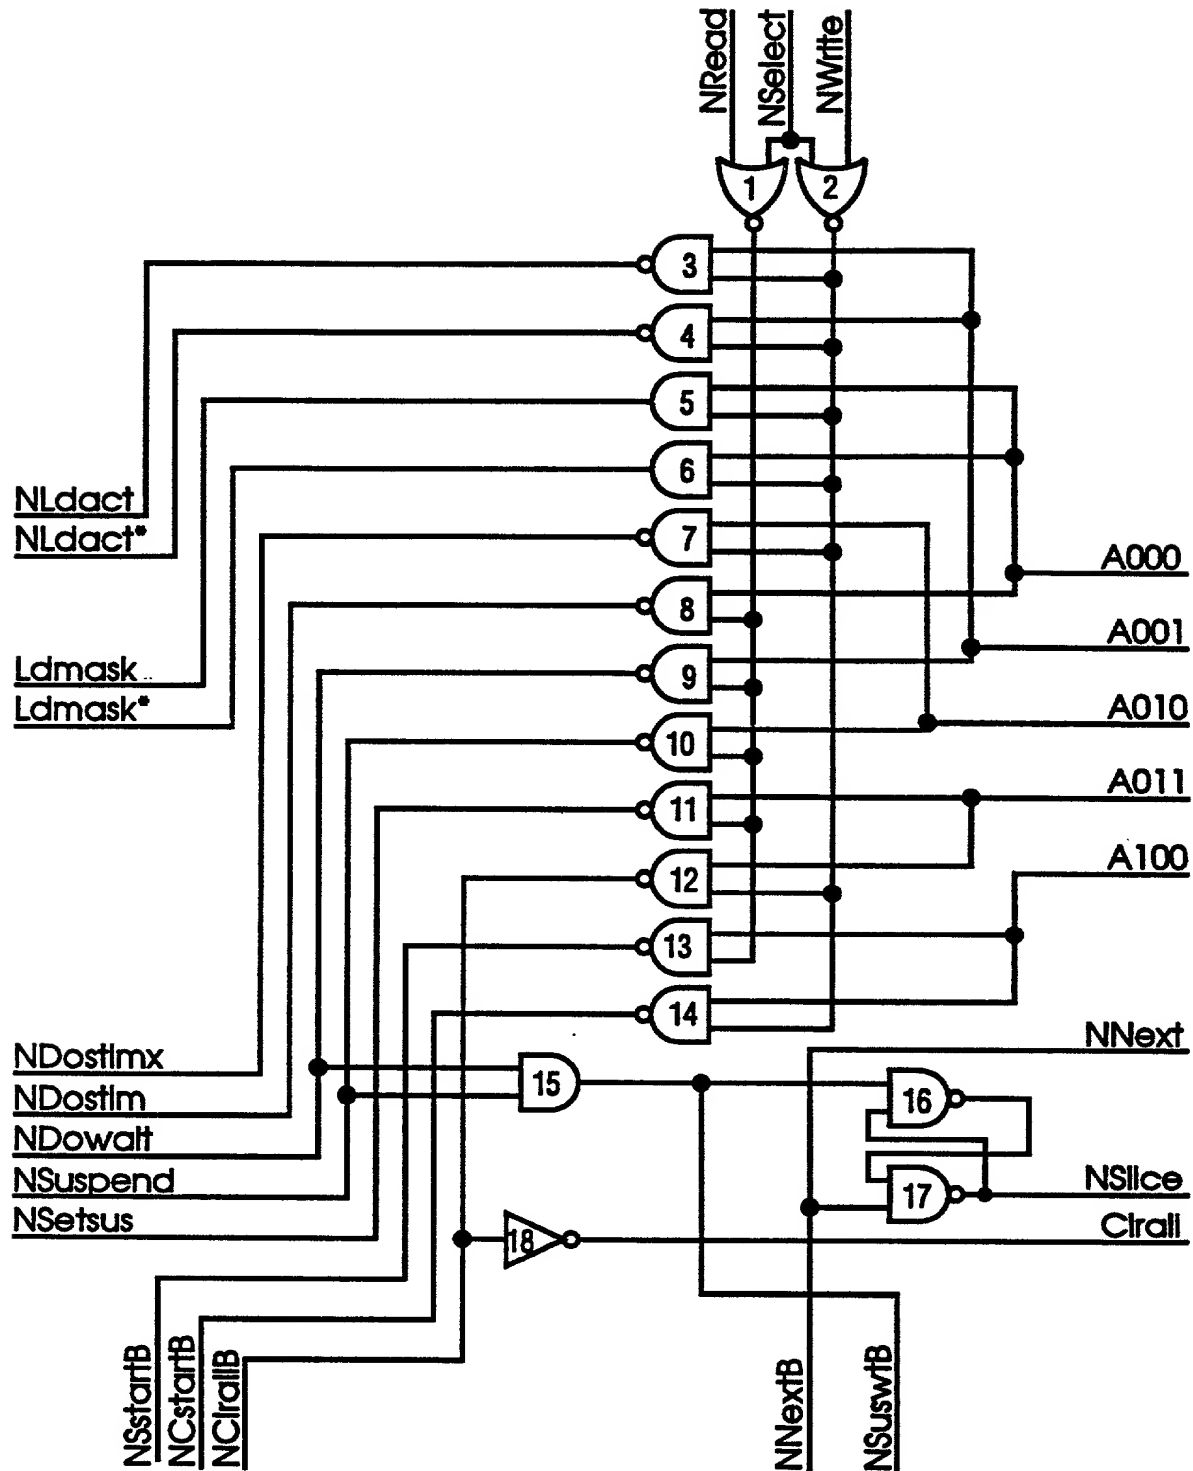 NRead
NSelect
NWrite
1
2
3
4
5
6
7
8
9
10
11
12
13
14
15
16
17
18
NLdact
NLdact*
Ldmask
Ldmask*
NDostimx
NDostim
NDowait
NSuspend
NSetsus
A000
A001
A010
A011
A100
NNext
NSlice
Clrall
NSstartB
NCstartB
NClrallB
NNextB
NSuswtB